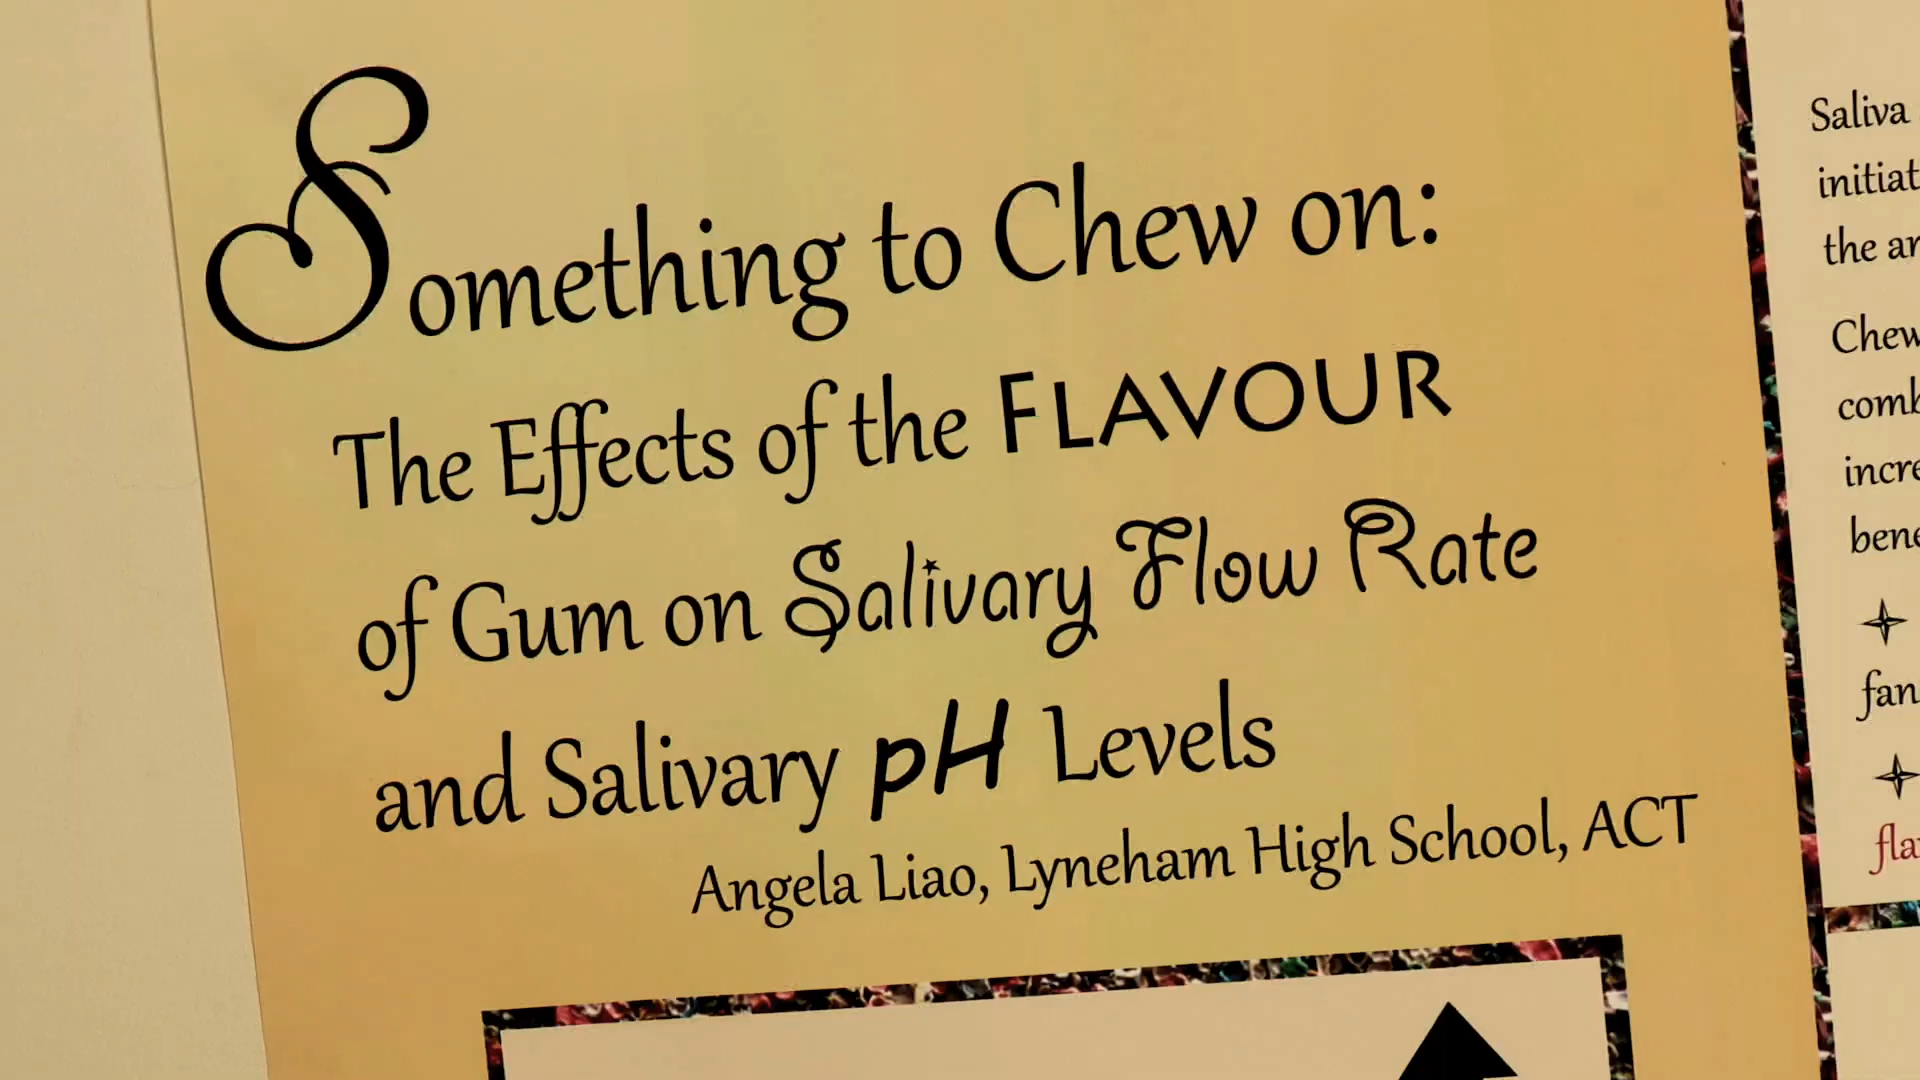 Something to Chew on:
The Effects of the FLAVOUR
of Gum on Salivary Flow Rate
and Salivary pH Levels
Angela Liao, Lyneham High School, ACT
Saliva
the